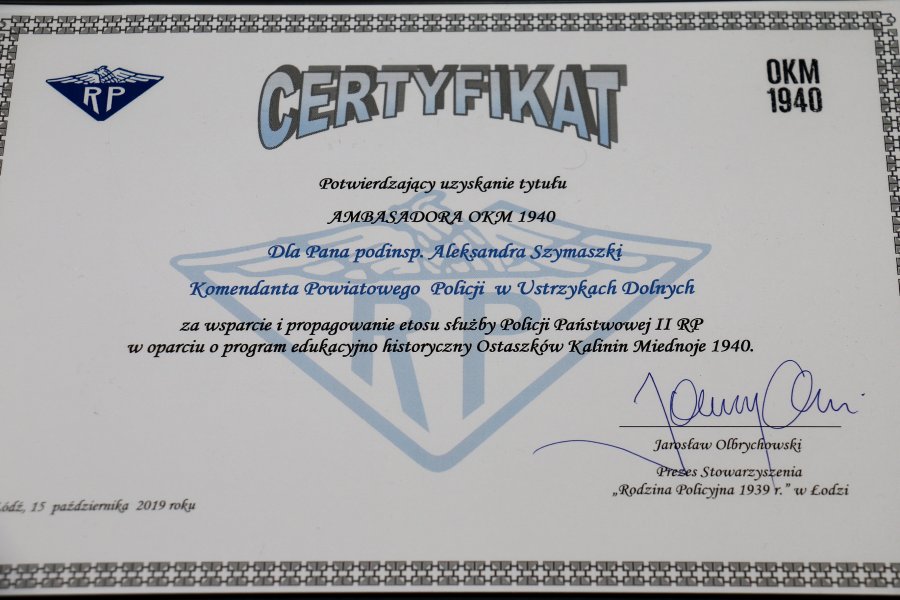 RP
CERTYFIKAT
OKM
1940
Potwierdzający uzyskanie tytułu
AMBASADORA OKM 1940
Dla Pana podinsp. Aleksandra Szymaszki
Komendanta Powiatowego Policji w Ustrzykach Dolnych
za wsparcie i propagowanie etosu służby Policji Państwowej II RP
w oparciu o program edukacyjno historyczny Ostaszków Kalinin Miednoje 1940.
RP
Jarosław Olbrychowski
Prezes Stowarzyszenia
„Rodzina Policyjna 1939 r.” w Łodzi
Łódź, 15 października 2019 roku